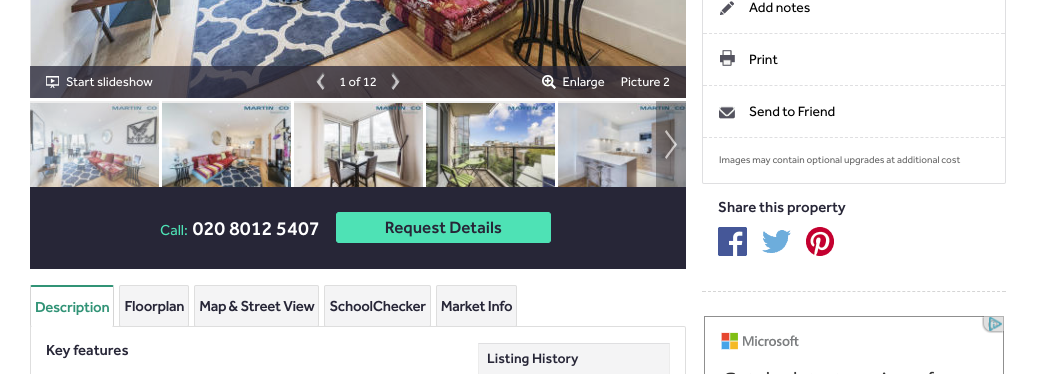 Add notes
Start slideshow
1 of 12
Enlarge
Picture 2
Print
Send to Friend
MARTIN CO
MARTIN CO
MARTIN CO
MARTIN CO
MARTIN CO
Images may contain optional upgrades at additional cost
Call: 020 8012 5407
Request Details
Share this property
Description
Floorplan
Map & Street View
SchoolChecker
Market Info
Key features
Listing History
Microsoft